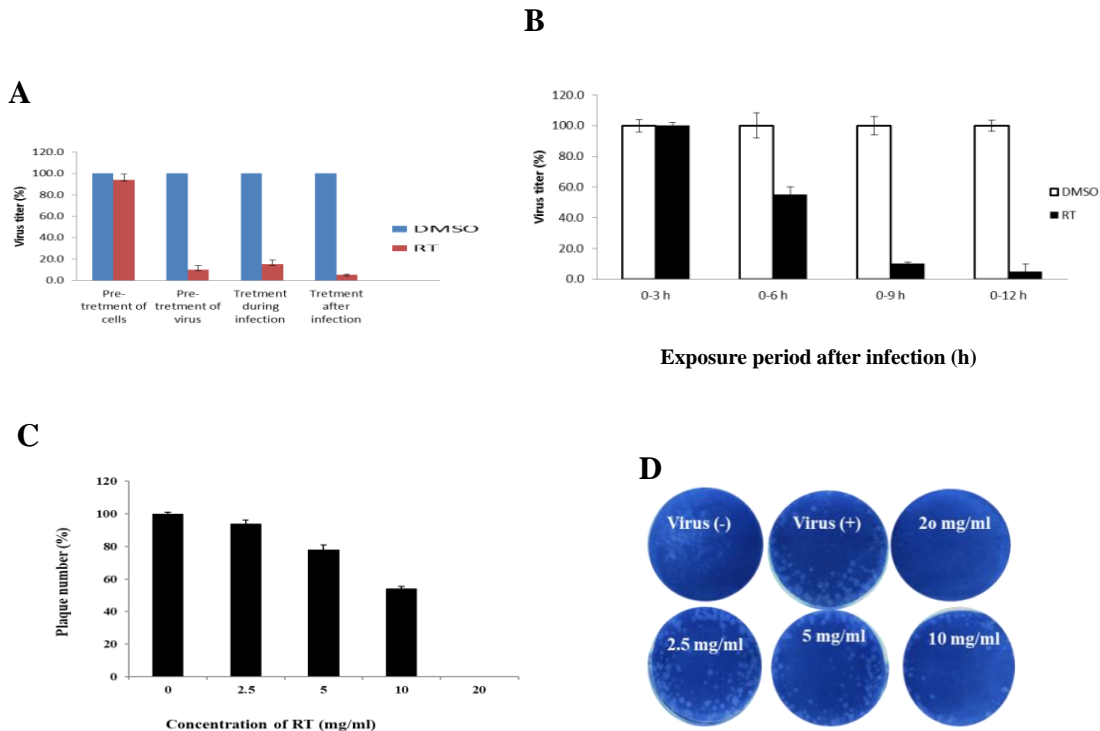 A
Virus titer (%)
120.0
100.0
80.0
60.0
40.0
20.0
0.0
Pre-
tretment of
cells
Pre-
tretment of
virus
Tretment
during
infection
Tretment
after
infection
DMSO
RT
B
Virus titer (%)
120.0
100.0
80.0
60.0
40.0
20.0
0.0
0-3 h
0-6 h
0-9 h
0-12 h
DMSO
RT
Exposure period after infection (h)
C
Plaque number (%)
120
100
80
60
40
20
0
0
2.5
5
10
20
Concentration of RT (mg/ml)
D
Virus (-)
Virus (+)
2o mg/ml
2.5 mg/ml
5 mg/ml
10 mg/ml